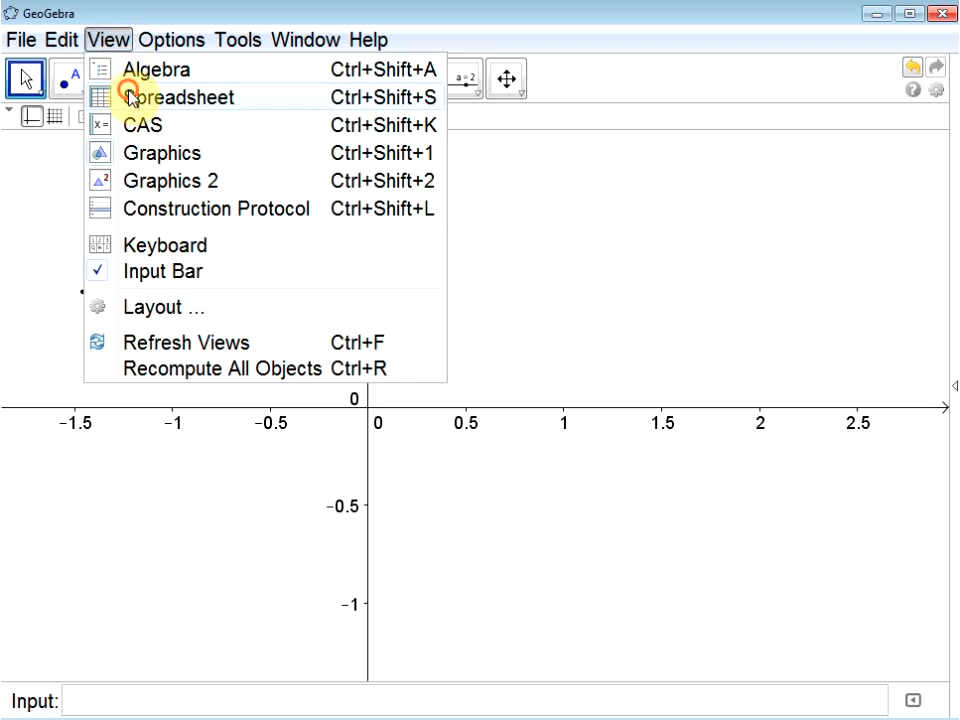 GeoGebra
File Edit View Options Tools Window Help
A
a = 2
Algebra Ctrl+Shift+A
Spreadsheet Ctrl+Shift+S
x= CAS Ctrl+Shift+K
Graphics Ctrl+Shift+1
2 Graphics 2 Ctrl+Shift+2
Construction Protocol Ctrl+Shift+L
Keyboard
✓ Input Bar
Layout ...
Refresh Views Ctrl+F
Recompute All Objects Ctrl+R
0
−1.5 −1 −0.5 0 0.5 1 1.5 2 2.5
−0.5
−1
Input: